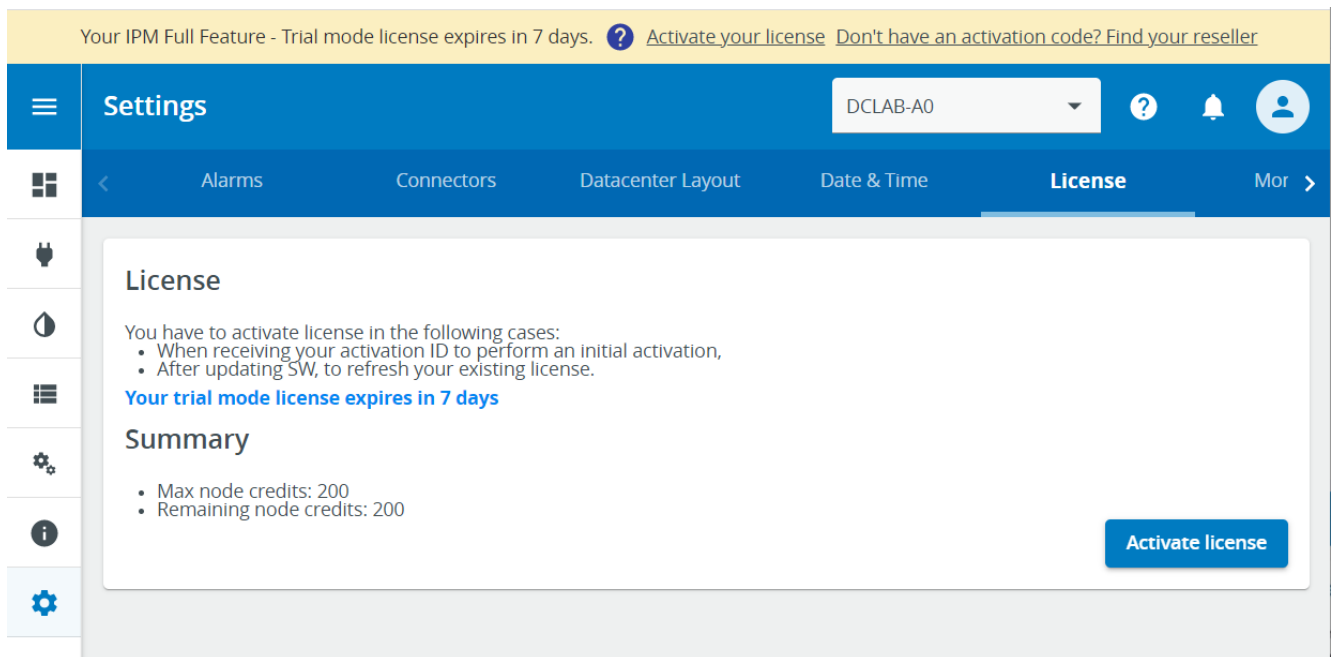 Your IPM Full Feature - Trial mode license expires in 7 days. ? Activate your license Don't have an activation code? Find your reseller
Settings
DCLAB-A0
Alarms Connectors Datacenter Layout Date & Time License Mor
License
You have to activate license in the following cases:
• When receiving your activation ID to perform an initial activation,
• After updating SW, to refresh your existing license.
Your trial mode license expires in 7 days
Summary
• Max node credits: 200
• Remaining node credits: 200
Activate license